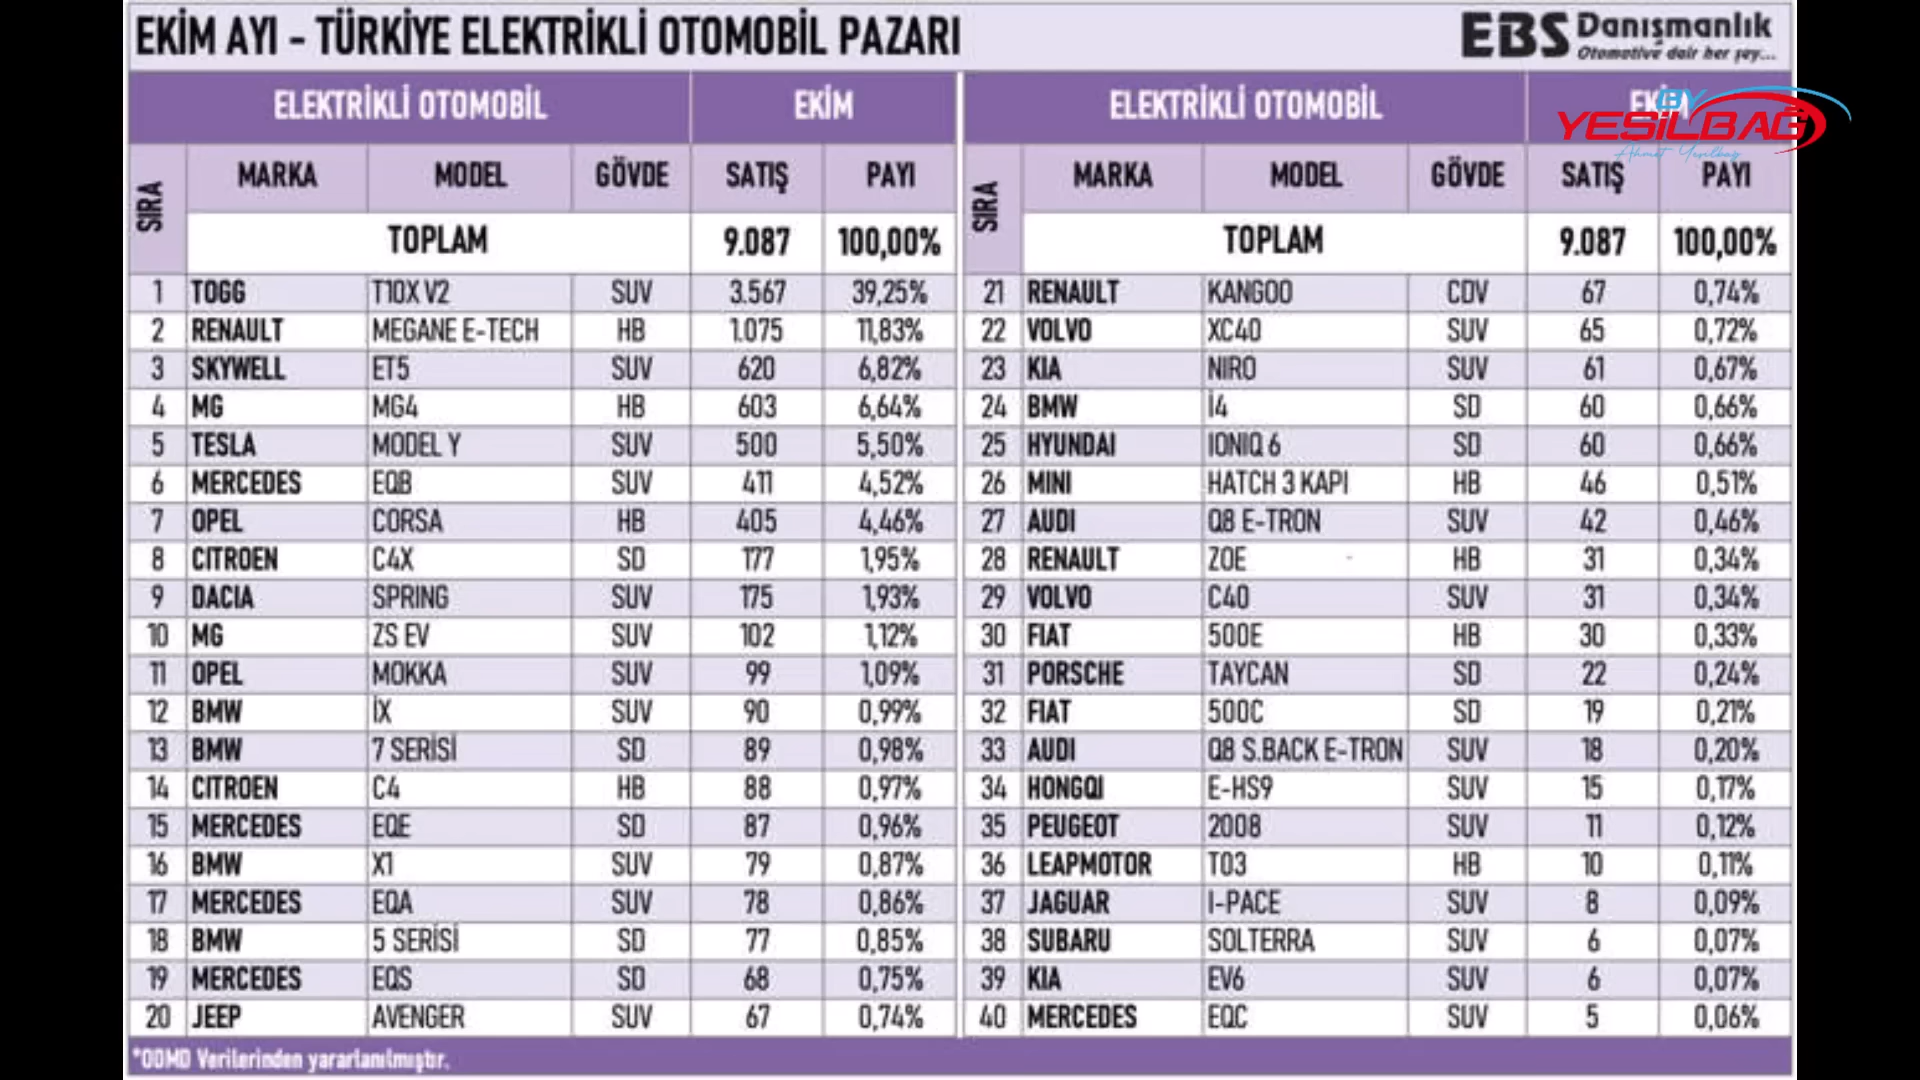 EKİM AYI - TÜRKİYE ELEKTRİKLİ OTOMOBİL PAZARI
EBS Danışmanlık
Otomotive dair her şey...
BY
YESILBAĞ
Ahmet Yeşilbağ
ELEKTRİKLİ OTOMOBİL EKİM
SIRA MARKA MODEL GÖVDE SATIŞ PAYI
TOPLAM 9.087 100,00%
1 TOGG T10X V2 SUV 3.567 39,25%
2 RENAULT MEGANE E-TECH HB 1.075 11,83%
3 SKYWELL ET5 SUV 620 6,82%
4 MG MG4 HB 603 6,64%
5 TESLA MODEL Y SUV 500 5,50%
6 MERCEDES EQB SUV 411 4,52%
7 OPEL CORSA HB 405 4,46%
8 CITROEN C4X SD 177 1,95%
9 DACIA SPRING SUV 175 1,93%
10 MG ZS EV SUV 102 1,12%
11 OPEL MOKKA SUV 99 1,09%
12 BMW İX SUV 90 0,99%
13 BMW 7 SERİSİ SD 89 0,98%
14 CITROEN C4 HB 88 0,97%
15 MERCEDES EQE SD 87 0,96%
16 BMW X1 SUV 79 0,87%
17 MERCEDES EQA SUV 78 0,86%
18 BMW 5 SERİSİ SD 77 0,85%
19 MERCEDES EQS SD 68 0,75%
20 JEEP AVENGER SUV 67 0,74%
ELEKTRİKLİ OTOMOBİL EKİM
SIRA MARKA MODEL GÖVDE SATIŞ PAYI
TOPLAM 9.087 100,00%
21 RENAULT KANGOO CDV 67 0,74%
22 VOLVO XC40 SUV 65 0,72%
23 KIA NIRO SUV 61 0,67%
24 BMW İ4 SD 60 0,66%
25 HYUNDAI IONIQ 6 SD 60 0,66%
26 MINI HATCH 3 KAPI HB 46 0,51%
27 AUDI Q8 E-TRON SUV 42 0,46%
28 RENAULT ZOE HB 31 0,34%
29 VOLVO C40 SUV 31 0,34%
30 FIAT 500E HB 30 0,33%
31 PORSCHE TAYCAN SD 22 0,24%
32 FIAT 500C SD 19 0,21%
33 AUDI Q8 S.BACK E-TRON SUV 18 0,20%
34 HONGQI E-HS9 SUV 15 0,17%
35 PEUGEOT 2008 SUV 11 0,12%
36 LEAPMOTOR T03 HB 10 0,11%
37 JAGUAR I-PACE SUV 8 0,09%
38 SUBARU SOLTERRA SUV 6 0,07%
39 KIA EV6 SUV 6 0,07%
40 MERCEDES EQC SUV 5 0,06%
*ODMD Verilerinden yararlanılmıştır.